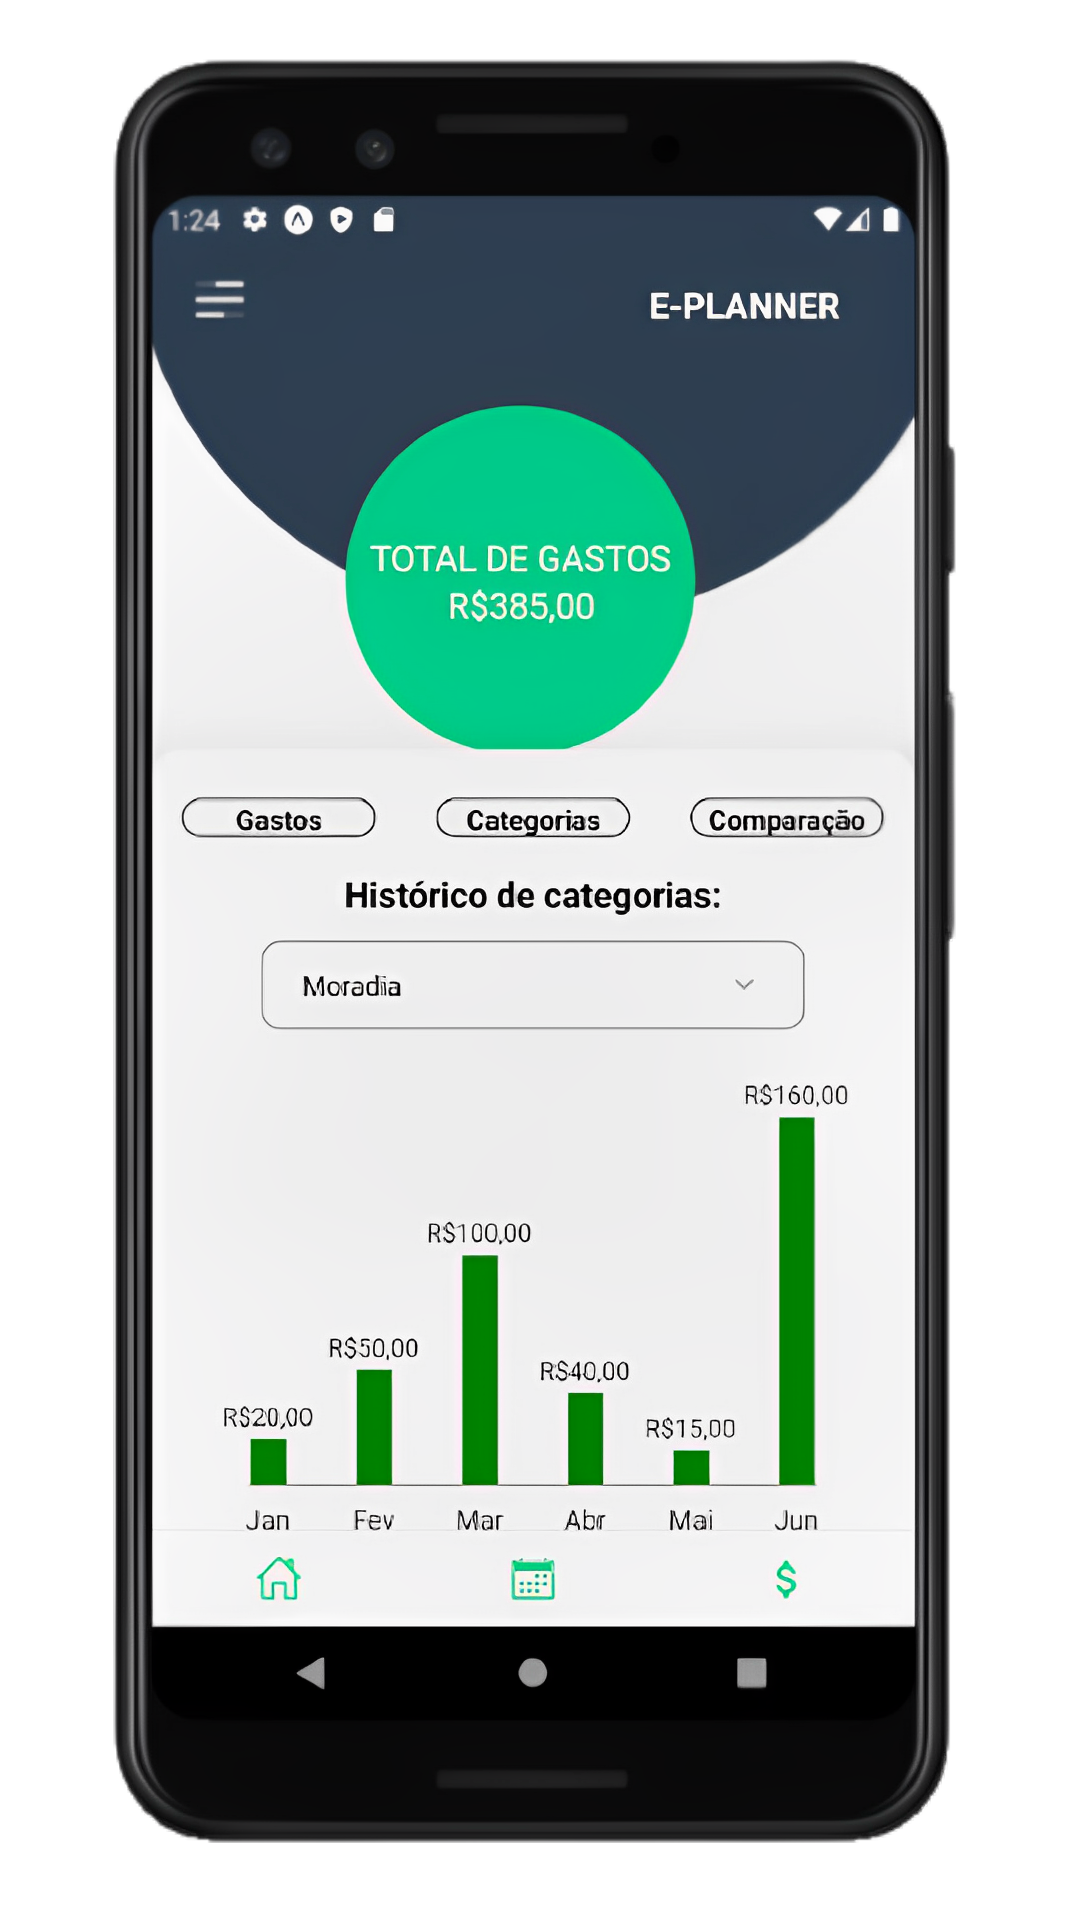 1:24
E-PLANNER
TOTAL DE GASTOS
R$385,00
Gastos Categorias Comparação
Histórico de categorias:
Moradia
R$160,00
R$100,00
R$50,00
R$40,00
R$20,00
R$15,00
Jan Fev Mar Abr Mai Jun